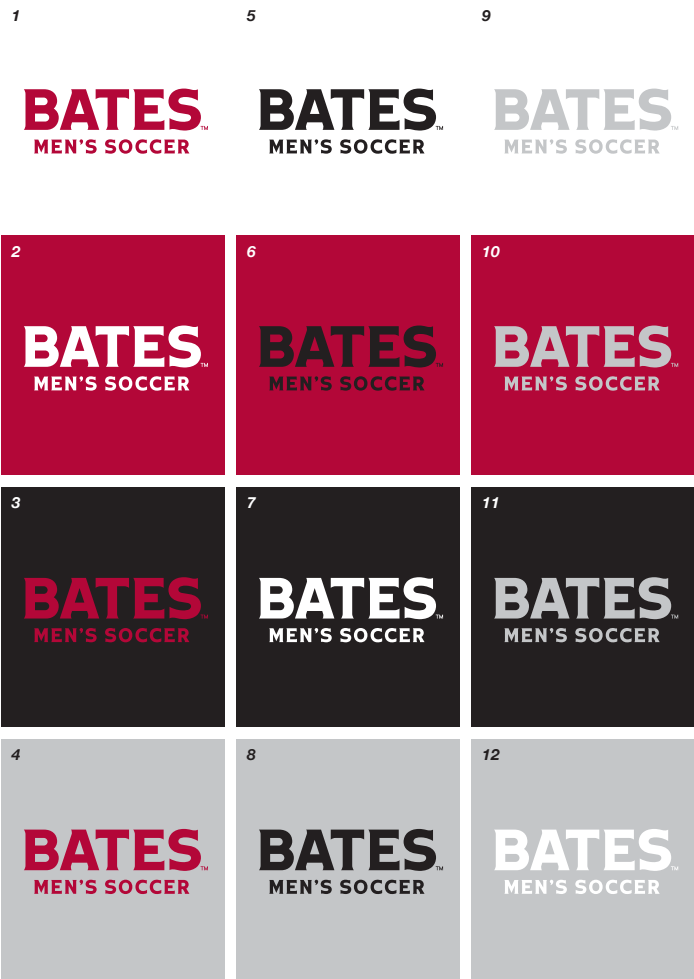 1
BATES™
MEN'S SOCCER
5
BATES™
MEN'S SOCCER
9
BATES™
MEN'S SOCCER
2
BATES™
MEN'S SOCCER
6
BATES™
MEN'S SOCCER
10
BATES™
MEN'S SOCCER
3
BATES™
MEN'S SOCCER
7
BATES™
MEN'S SOCCER
11
BATES™
MEN'S SOCCER
4
BATES™
MEN'S SOCCER
8
BATES™
MEN'S SOCCER
12
BATES™
MEN'S SOCCER